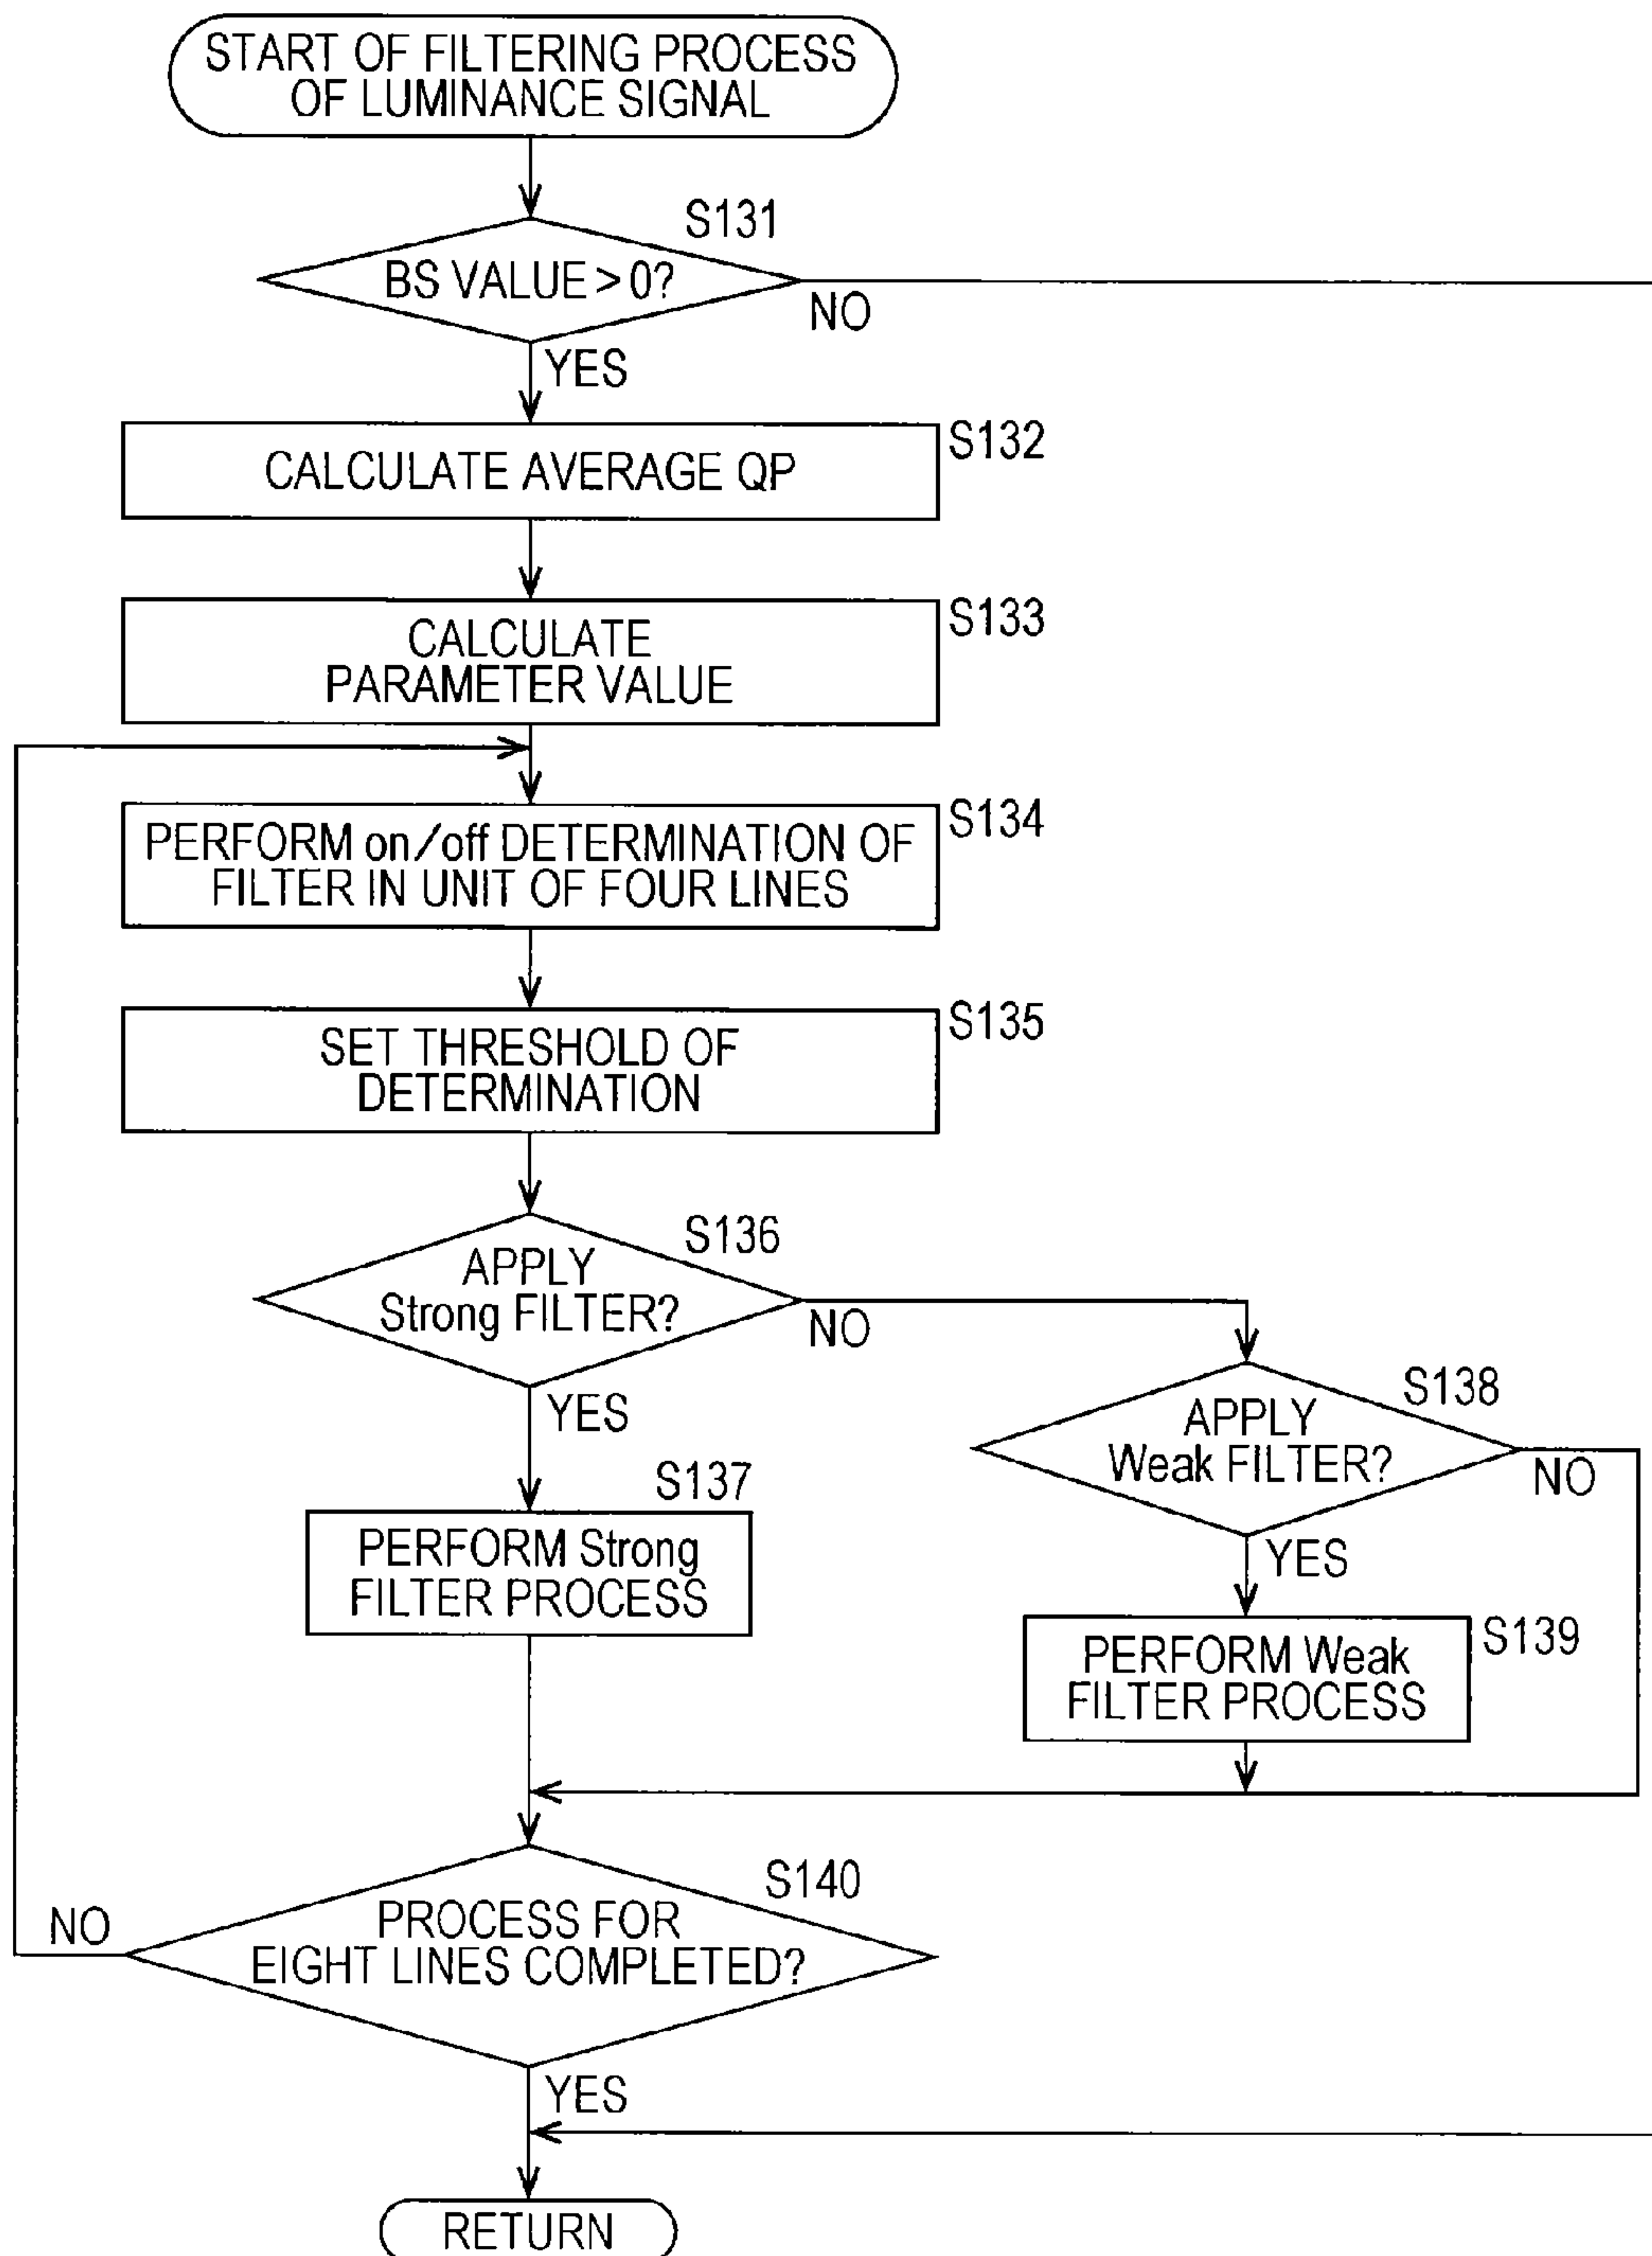 START OF FILTERING PROCESS
OF LUMINANCE SIGNAL
S131
BS VALUE > 0?
NO
YES
S132
CALCULATE AVERAGE QP
S133
CALCULATE
PARAMETER VALUE
S134
PERFORM on/off DETERMINATION OF
FILTER IN UNIT OF FOUR LINES
S135
SET THRESHOLD OF
DETERMINATION
S136
APPLY
Strong FILTER?
NO
YES
S138
APPLY
Weak FILTER?
NO
YES
S137
PERFORM Strong
FILTER PROCESS
S139
PERFORM Weak
FILTER PROCESS
S140
PROCESS FOR
EIGHT LINES COMPLETED?
NO
YES
RETURN